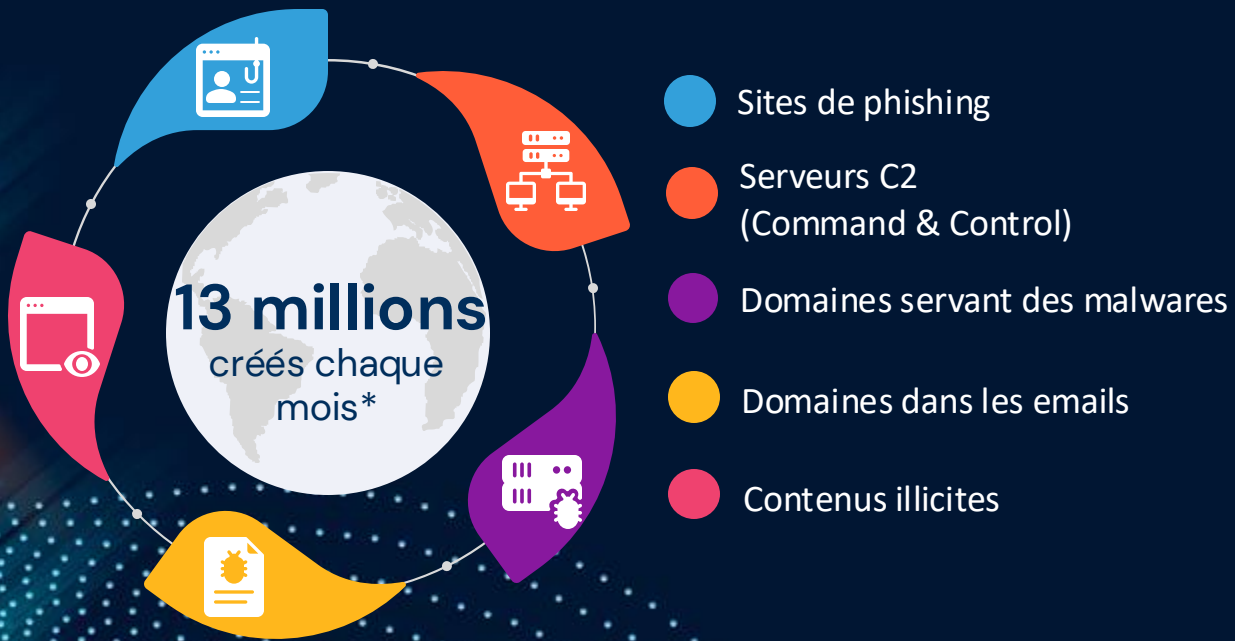 13 millions
créés chaque
mois*
Sites de phishing
Serveurs C2
(Command & Control)
Domaines servant des malwares
Domaines dans les emails
Contenus illicites